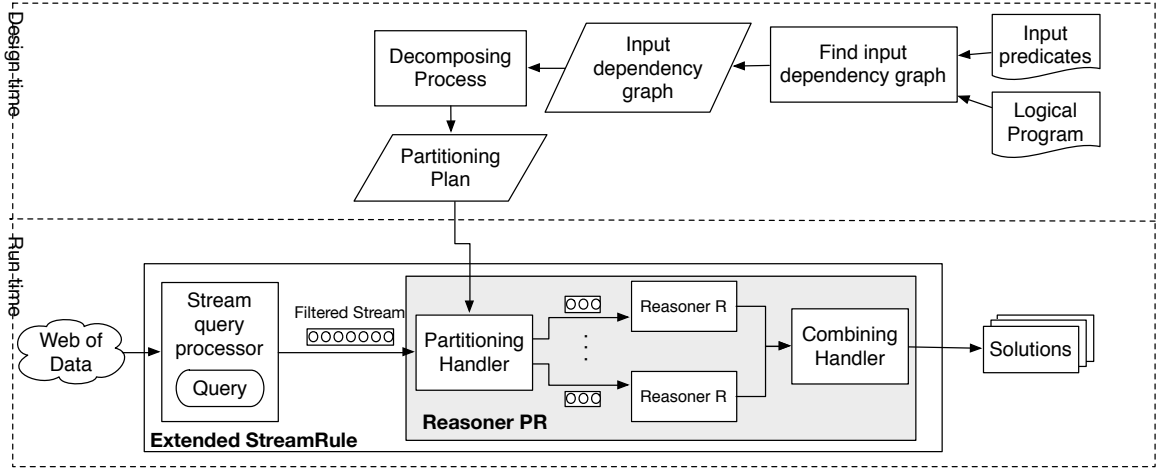 Design-time
Decomposing
Process
Input
dependency
graph
Find input
dependency graph
Input
predicates
Logical
Program
Partitioning
Plan
Run-time
Web of
Data
Stream
query
processor
Query
Filtered Stream
Partitioning
Handler
Reasoner R
Reasoner R
Combining
Handler
Solutions
Reasoner PR
Extended StreamRule